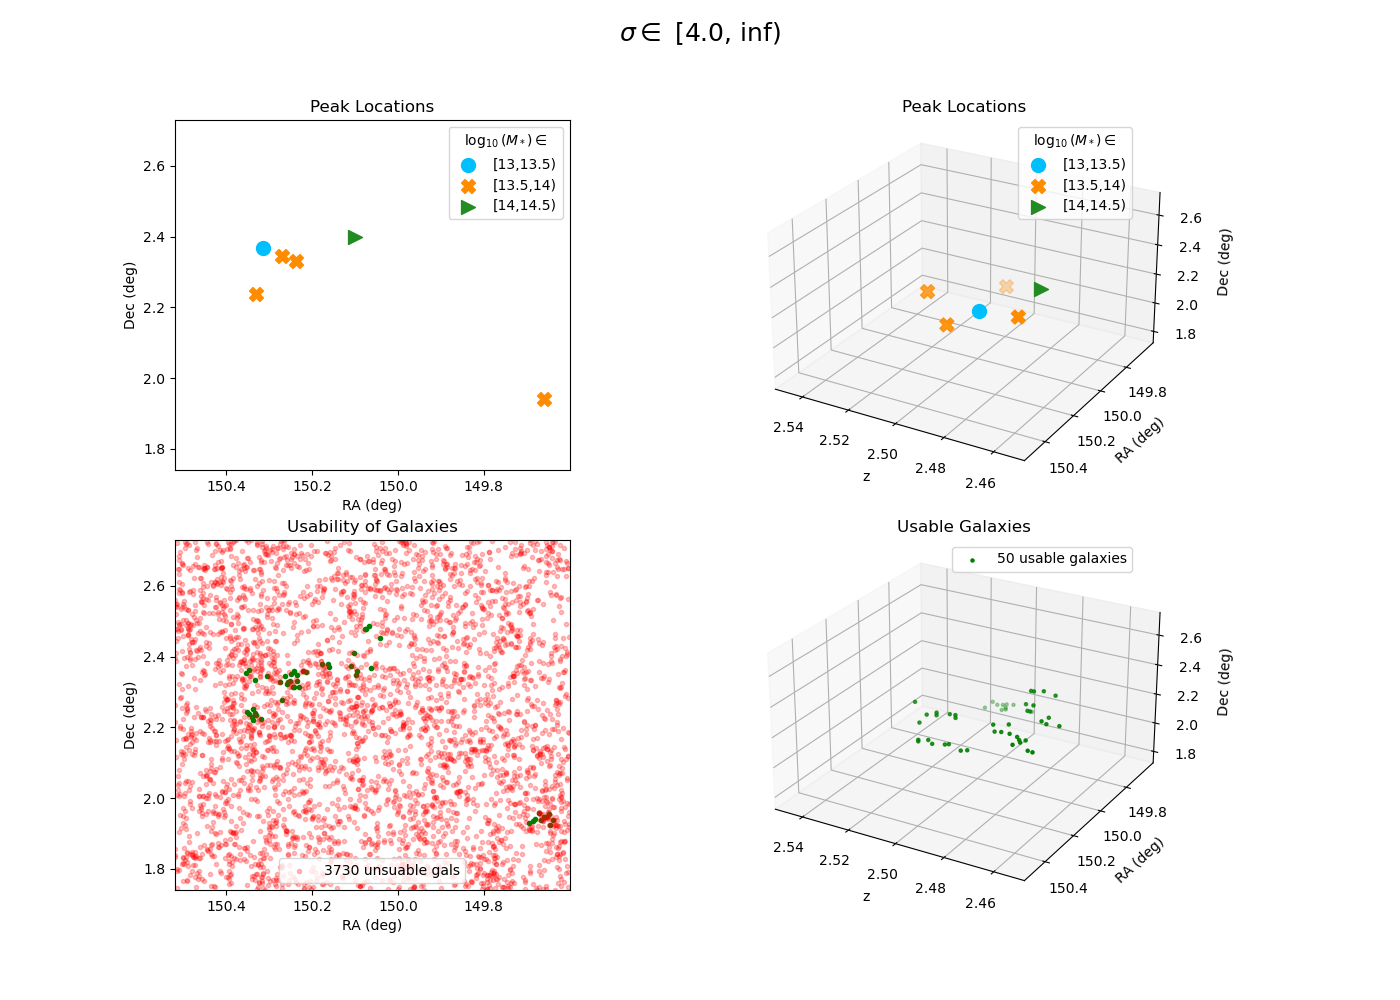 σ ∈ [4.0, inf)
Peak Locations
log₁₀(M*) ∈
[13,13.5)
[13.5,14)
[14,14.5)
2.6
2.4
2.2
2.0
1.8
Dec (deg)
150.4 150.2 150.0 149.8
RA (deg)
Peak Locations
log₁₀(M*) ∈
[13,13.5)
[13.5,14)
[14,14.5)
2.6
2.4
2.2
2.0
1.8
Dec (deg)
149.8
150.0
150.2
150.4
RA (deg)
2.54
2.52
2.50
2.48
2.46
z
Usability of Galaxies
2.6
2.4
2.2
2.0
1.8
Dec (deg)
3730 unsuable gals
150.4 150.2 150.0 149.8
RA (deg)
Usable Galaxies
50 usable galaxies
2.6
2.4
2.2
2.0
1.8
Dec (deg)
149.8
150.0
150.2
150.4
RA (deg)
2.54
2.52
2.50
2.48
2.46
z